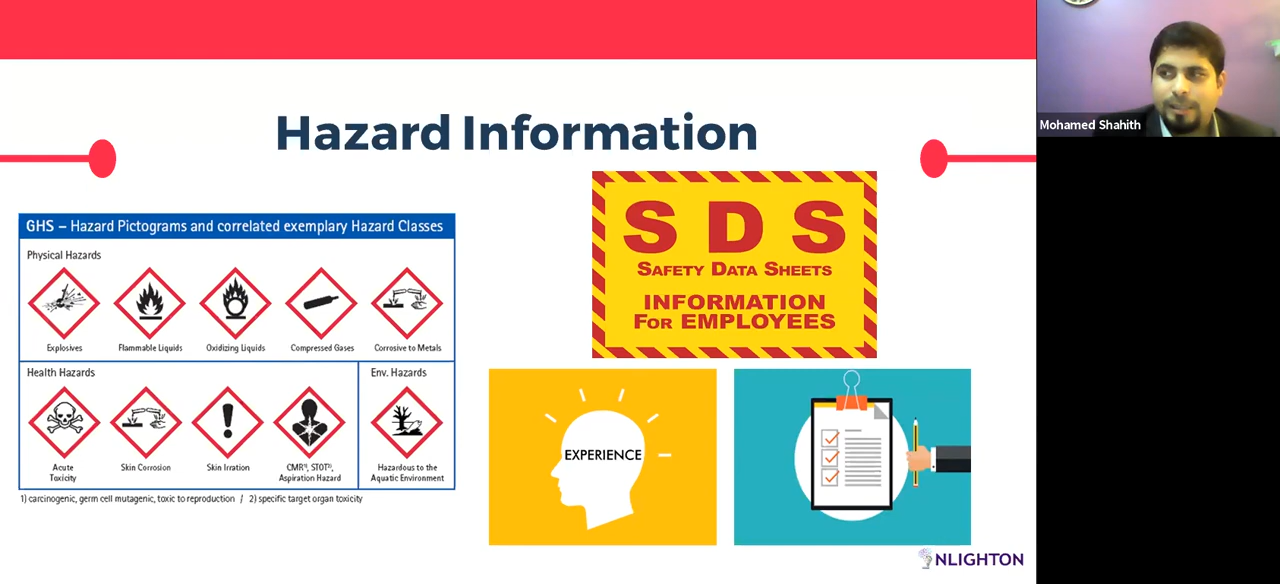 Hazard Information
GHS – Hazard Pictograms and correlated exemplary Hazard Classes
Physical Hazards
Explosives
Flammable Liquids
Oxidizing Liquids
Compressed Gases
Corrosive to Metals
Health Hazards
Env. Hazards
Acute
Toxicity
Skin Corrosion
Skin Irration
CMR1), STOT2),
Aspiration Hazard
Hazardous to the
Aquatic Environment
1) carcinogenic, germ cell mutagenic, toxic to reproduction / 2) specific target organ toxicity
SDS
SAFETY DATA SHEETS
INFORMATION
FOR EMPLOYEES
EXPERIENCE
NLIGHTON
Mohamed Shahith